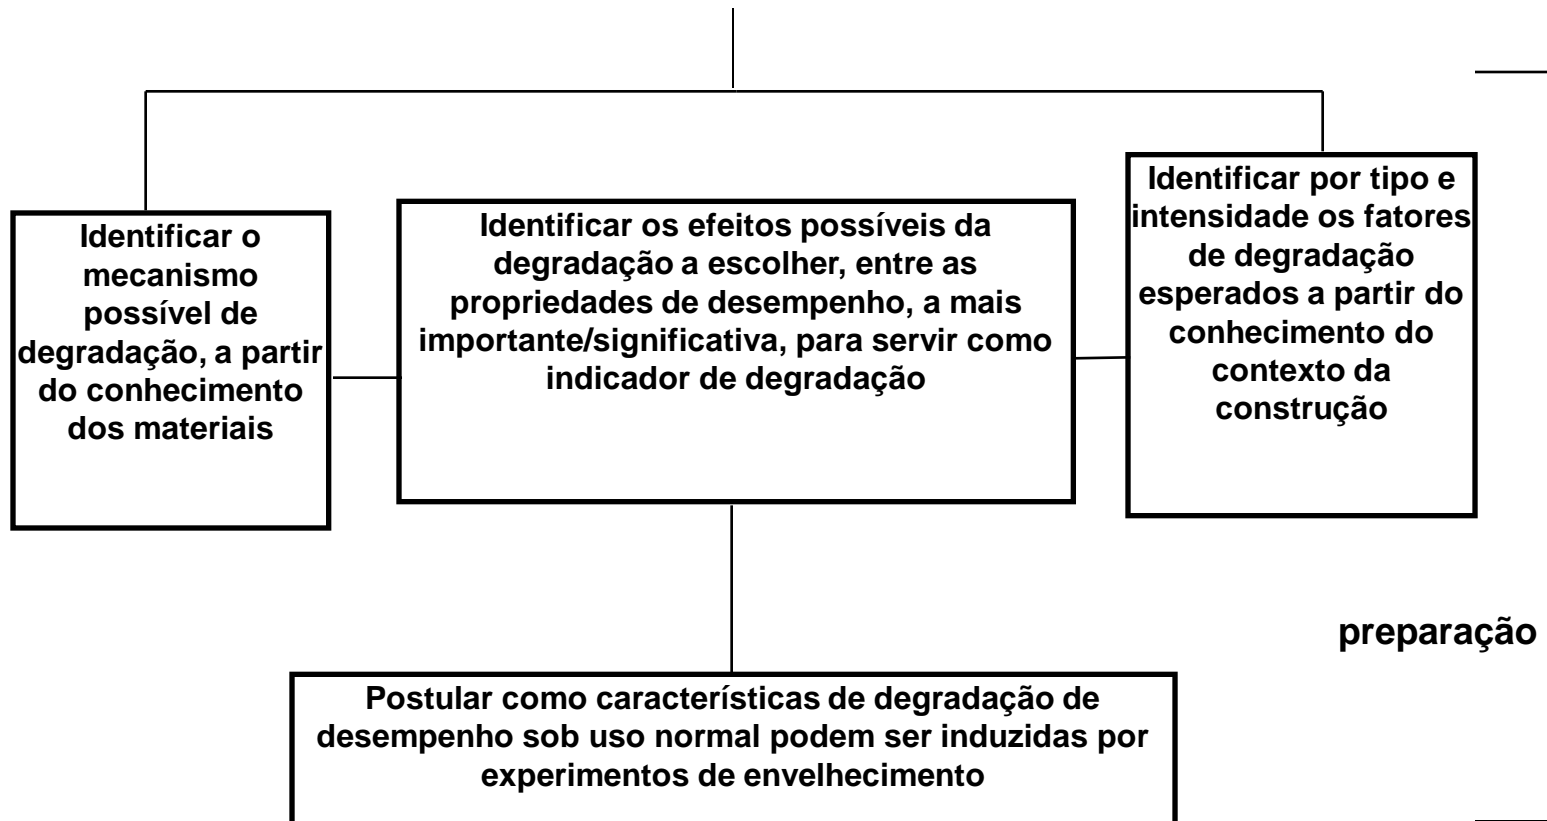 Identificar o
mecanismo
possível de
degradação, a partir
do conhecimento
dos materiais
Identificar os efeitos possíveis da
degradação a escolher, entre as
propriedades de desempenho, a mais
importante/significativa, para servir como
indicador de degradação
Identificar por tipo e
intensidade os fatores
de degradação
esperados a partir do
conhecimento do
contexto da
construção
preparação
Postular como características de degradação de
desempenho sob uso normal podem ser induzidas por
experimentos de envelhecimento